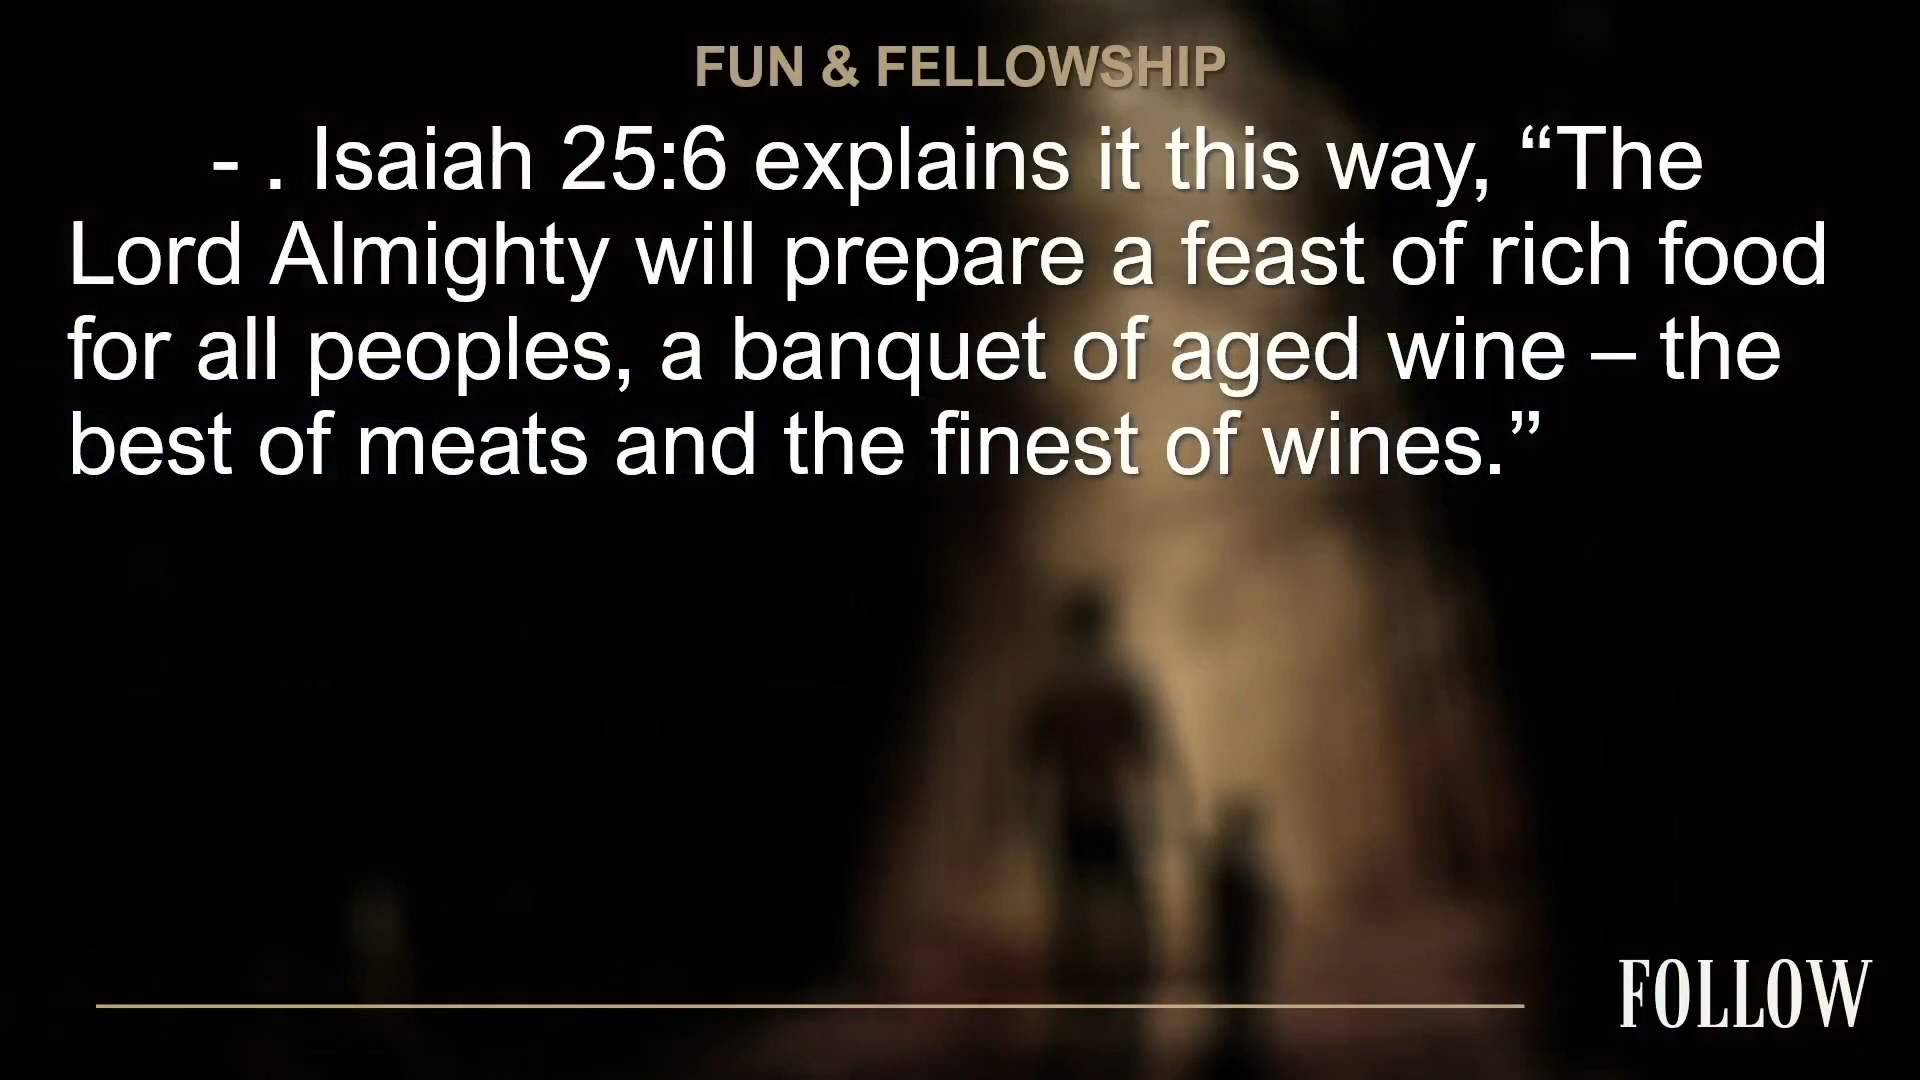 FUN & FELLOWSHIP
- . Isaiah 25:6 explains it this way, “The
Lord Almighty will prepare a feast of rich food
for all peoples, a banquet of aged wine – the
best of meats and the finest of wines.”
FOLLOW